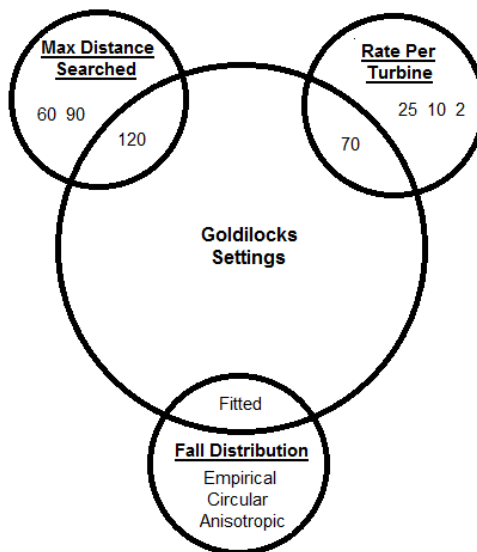 Max Distance
Searched
60 90
120
Rate Per
Turbine
25 10 2
70
Goldilocks
Settings
Fitted
Fall Distribution
Empirical
Circular
Anisotropic